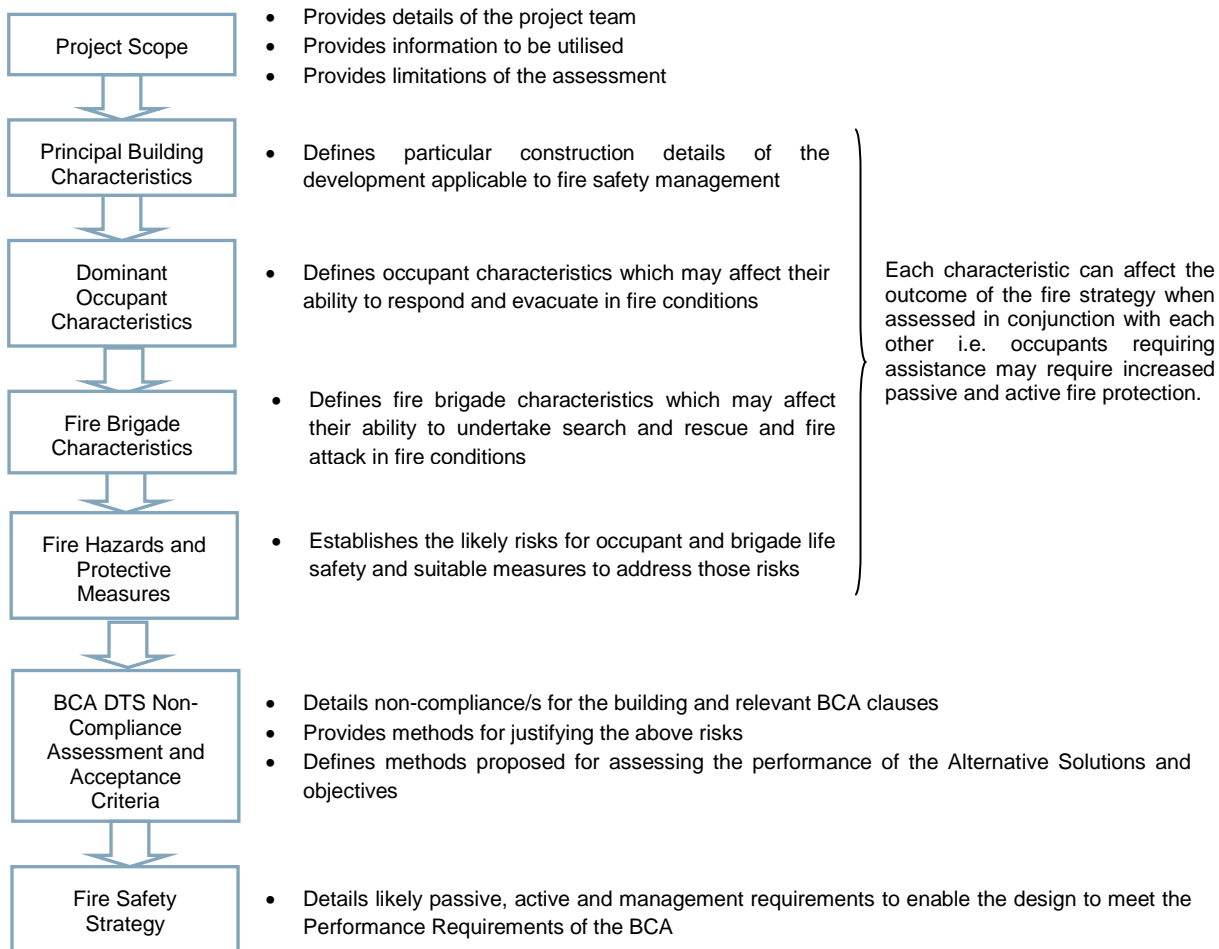 Project Scope
• Provides details of the project team
• Provides information to be utilised
• Provides limitations of the assessment
Principal Building
Characteristics
• Defines particular construction details of the
development applicable to fire safety management
Dominant
Occupant
Characteristics
• Defines occupant characteristics which may affect their
ability to respond and evacuate in fire conditions
Fire Brigade
Characteristics
• Defines fire brigade characteristics which may affect
their ability to undertake search and rescue and fire
attack in fire conditions
Fire Hazards and
Protective
Measures
• Establishes the likely risks for occupant and brigade life
safety and suitable measures to address those risks
Each characteristic can affect the
outcome of the fire strategy when
assessed in conjunction with each
other i.e. occupants requiring
assistance may require increased
passive and active fire protection.
BCA DTS Non-
Compliance
Assessment and
Acceptance
Criteria
• Details non-compliance/s for the building and relevant BCA clauses
• Provides methods for justifying the above risks
• Defines methods proposed for assessing the performance of the Alternative Solutions and
objectives
Fire Safety
Strategy
• Details likely passive, active and management requirements to enable the design to meet the
Performance Requirements of the BCA